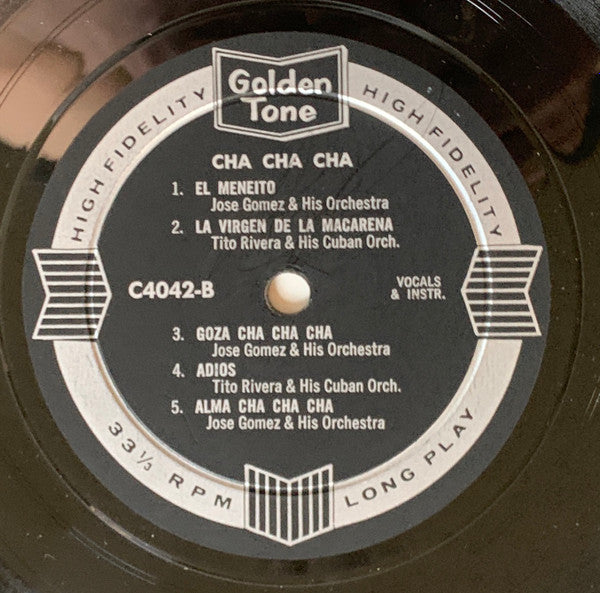 Golden
Tone
HIGH FIDELITY
HIGH FIDELITY
CHA CHA CHA
1. EL MENEITO
Jose Gomez & His Orchestra
2. LA VIRGEN DE LA MACARENA
Tito Rivera & His Cuban Orch.
C4042-B
VOCALS
& INSTR.
3. GOZA CHA CHA CHA
Jose Gomez & His Orchestra
4. ADIOS
Tito Rivera & His Cuban Orch.
5. ALMA CHA CHA CHA
Jose Gomez & His Orchestra
33 1/3 RPM
LONG PLAY